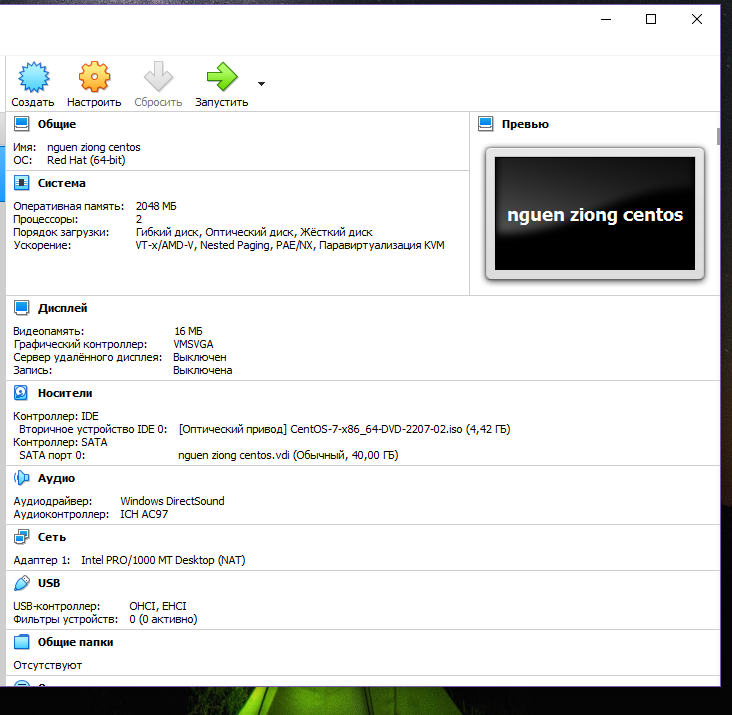 Создать Настроить Сбросить Запустить
Общие
Имя: nguen ziong centos
ОС: Red Hat (64-bit)
Превью
nguen ziong centos
Система
Оперативная память: 2048 МБ
Процессоры: 2
Порядок загрузки: Гибкий диск, Оптический диск, Жёсткий диск
Ускорение: VT-x/AMD-V, Nested Paging, PAE/NX, Паравиртуализация KVM
Дисплей
Видеопамять: 16 МБ
Графический контроллер: VMSVGA
Сервер удалённого дисплея: Выключен
Запись: Выключена
Носители
Контроллер: IDE
Вторичное устройство IDE 0: [Оптический привод] CentOS-7-x86_64-DVD-2207-02.iso (4,42 ГБ)
Контроллер: SATA
SATA порт 0: nguen ziong centos.vdi (Обычный, 40,00 ГБ)
Аудио
Аудиодрайвер: Windows DirectSound
Аудиоконтроллер: ICH AC97
Сеть
Адаптер 1: Intel PRO/1000 MT Desktop (NAT)
USB
USB-контроллер: OHCI, EHCI
Фильтры устройств: 0 (0 активно)
Общие папки
Отсутствуют